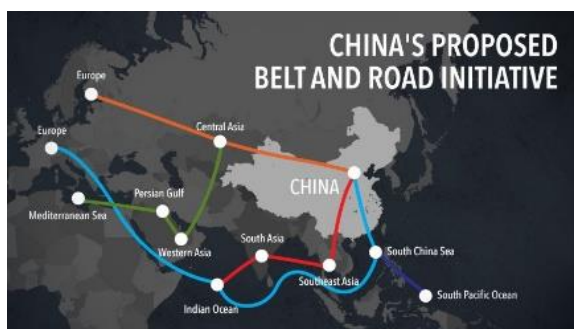 CHINA'S PROPOSED
BELT AND ROAD INITIATIVE
Europe
Europe
Central Asia
CHINA
Persian Gulf
Mediterranean Sea
Western Asia
South Asia
South China Sea
Southeast Asia
Indian Ocean
South Pacific Ocean